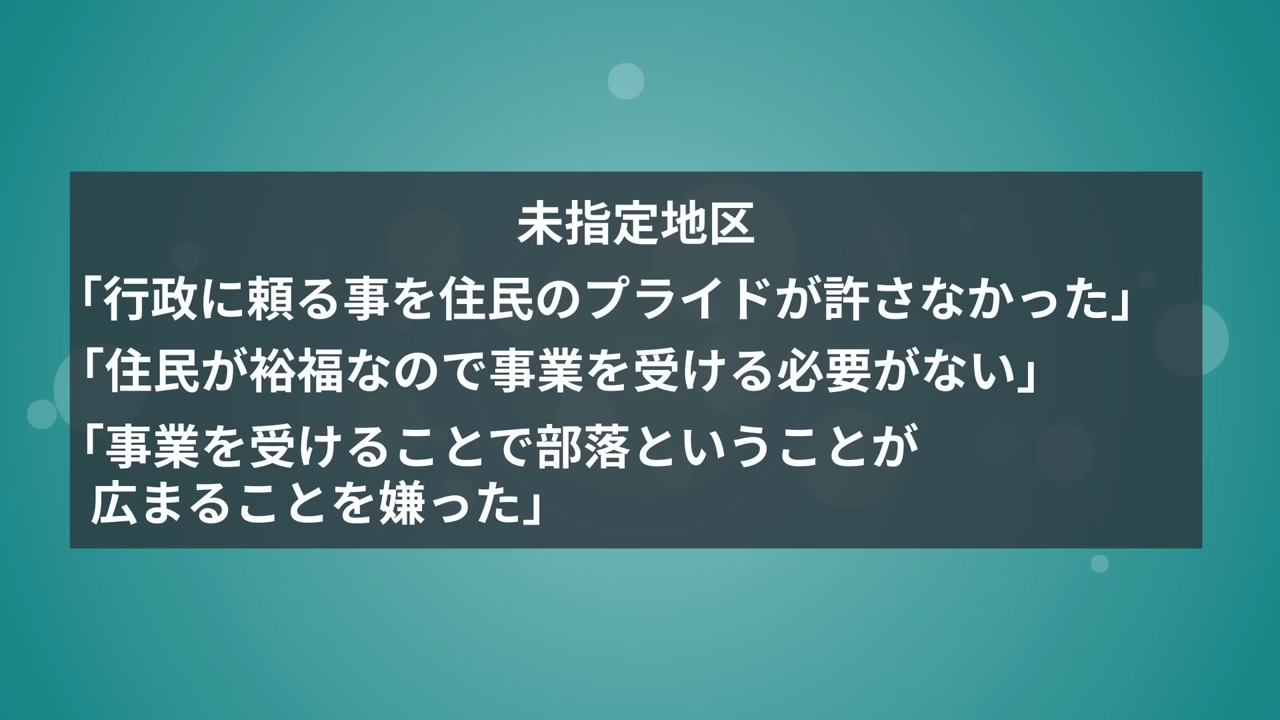 未指定地区
「行政に頼る事を住民のプライドが許さなかった」
「住民が裕福なので事業を受ける必要がない」
「事業を受けることで部落ということが
広まることを嫌った」